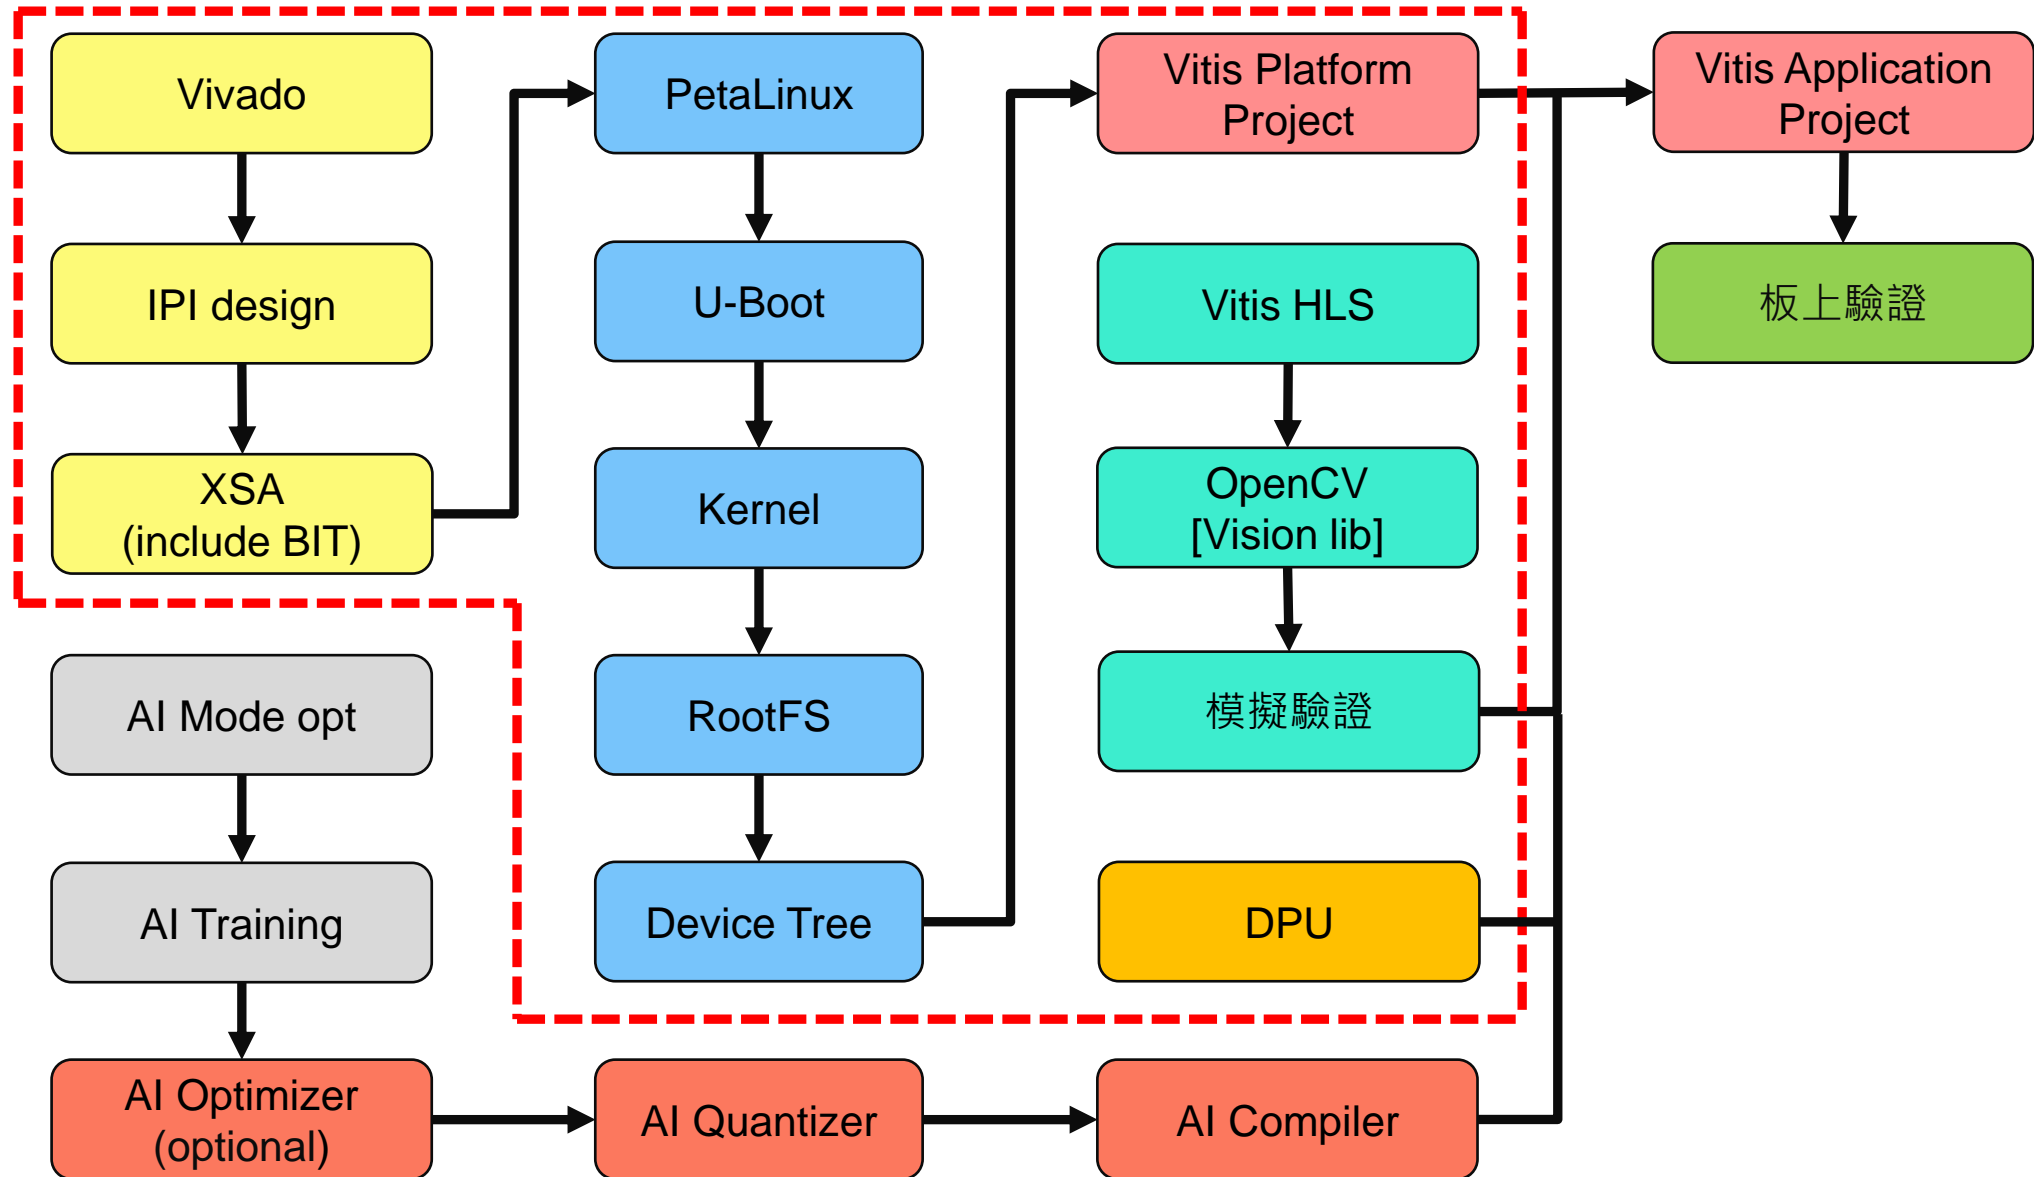 Vivado
IPI design
XSA
(include BIT)
PetaLinux
U-Boot
Kernel
RootFS
Device Tree
Vitis Platform
Project
Vitis HLS
OpenCV
[Vision lib]
模擬驗證
DPU
Vitis Application
Project
板上驗證
AI Mode opt
AI Training
AI Optimizer
(optional)
AI Quantizer
AI Compiler